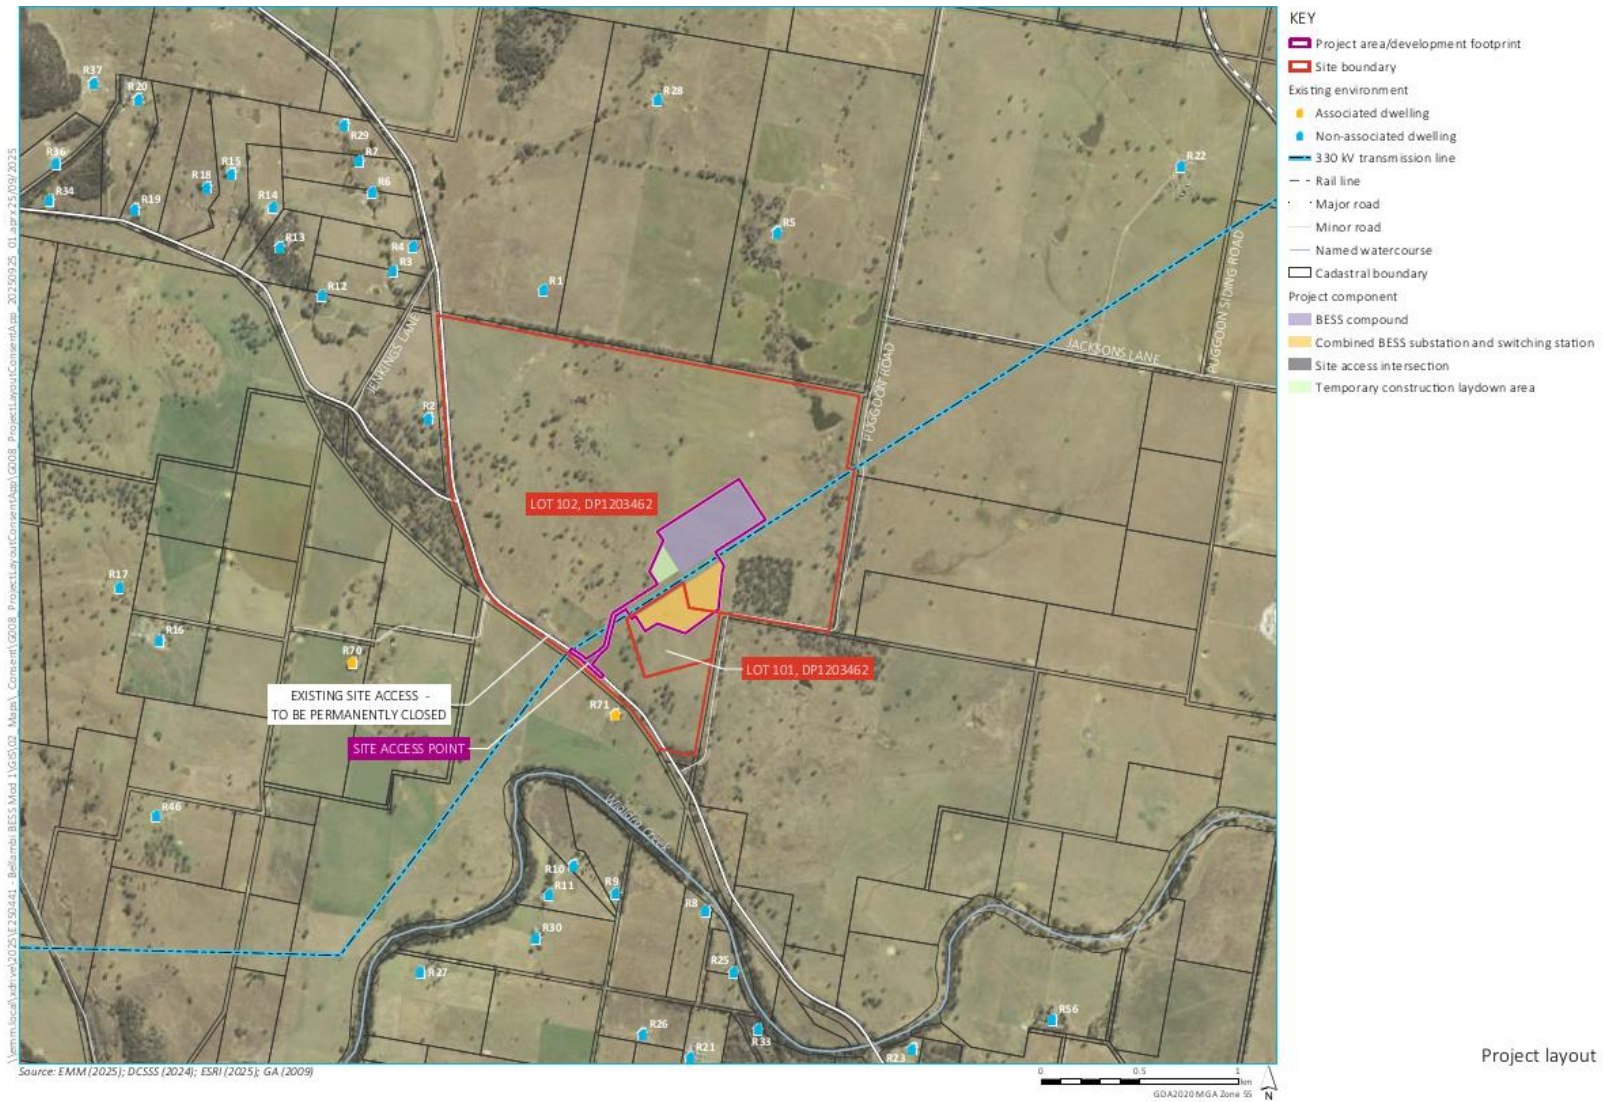 R37
R20
R28
R29
R36
R7
R15
R22
R18
R6
R34
R14
R19
R5
R13
R4
R3
R1
R12
JENKINGS LANE
PUGGOON SIDING ROAD
JACKSONS LANE
PUGGOON ROAD
R2
LOT 102, DP1203462
R17
R16
R70
LOT 101, DP1203462
EXISTING SITE ACCESS -
TO BE PERMANENTLY CLOSED
R71
SITE ACCESS POINT
R46
Creek
R10
R11
R9
R8
R30
R27
R25
R56
R26
R33
R21
R23
KEY
Project area/development footprint
Site boundary
Existing environment
Associated dwelling
Non-associated dwelling
330 kV transmission line
Rail line
Major road
Minor road
Named watercourse
Cadastral boundary
Project component
BESS compound
Combined BESS substation and switching station
Site access intersection
Temporary construction laydown area
Source: EMM (2025); DCSSS (2024); ESRI (2025); GA (2009)
0 0.5 1
km
GDA2020 MGA Zone 55
N
Project layout